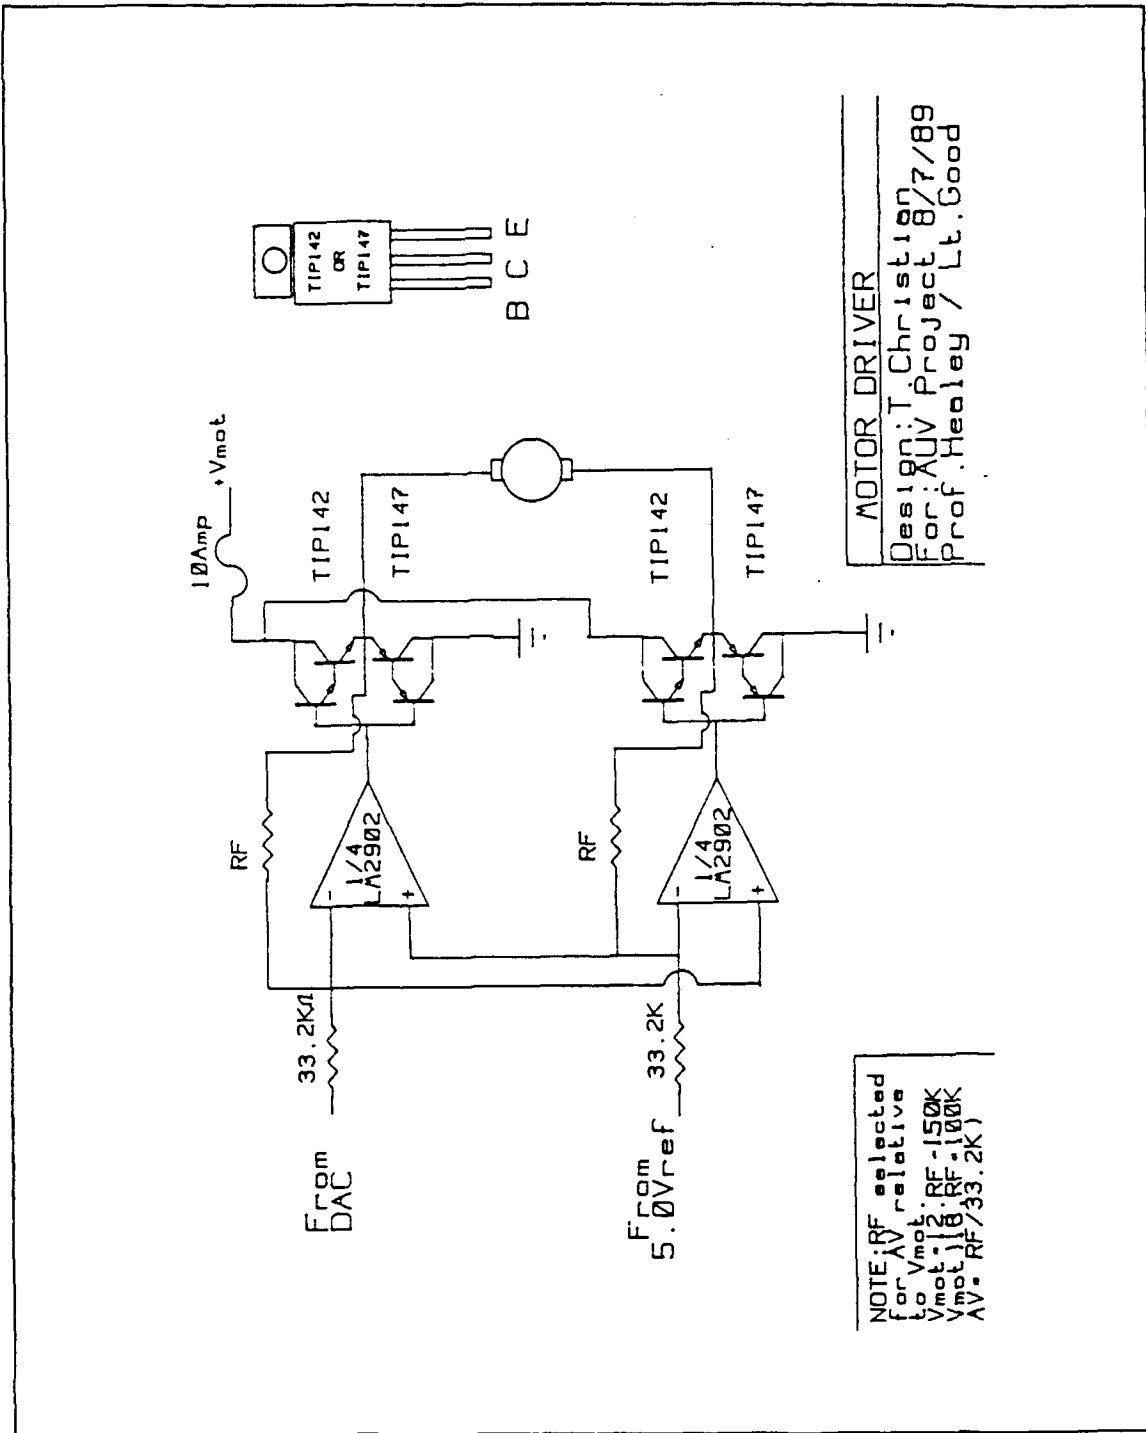 10Amp
+Vmot
TIP142
OR
TIP147
B C E
TIP142
TIP147
RF
1/4
LM2902
-
+
33.2KΩ
From
DAC
TIP142
TIP147
RF
1/4
LM2902
-
+
33.2K
From
5.0Vref
MOTOR DRIVER
Design:T.Christian
For:AUV Project 8/7/89
Prof.Healey / Lt.Good
NOTE:RF selected
for AV relative
to Vmot.
Vmot=12 RF=150K
RF=100K
AV= RF/33.2K)